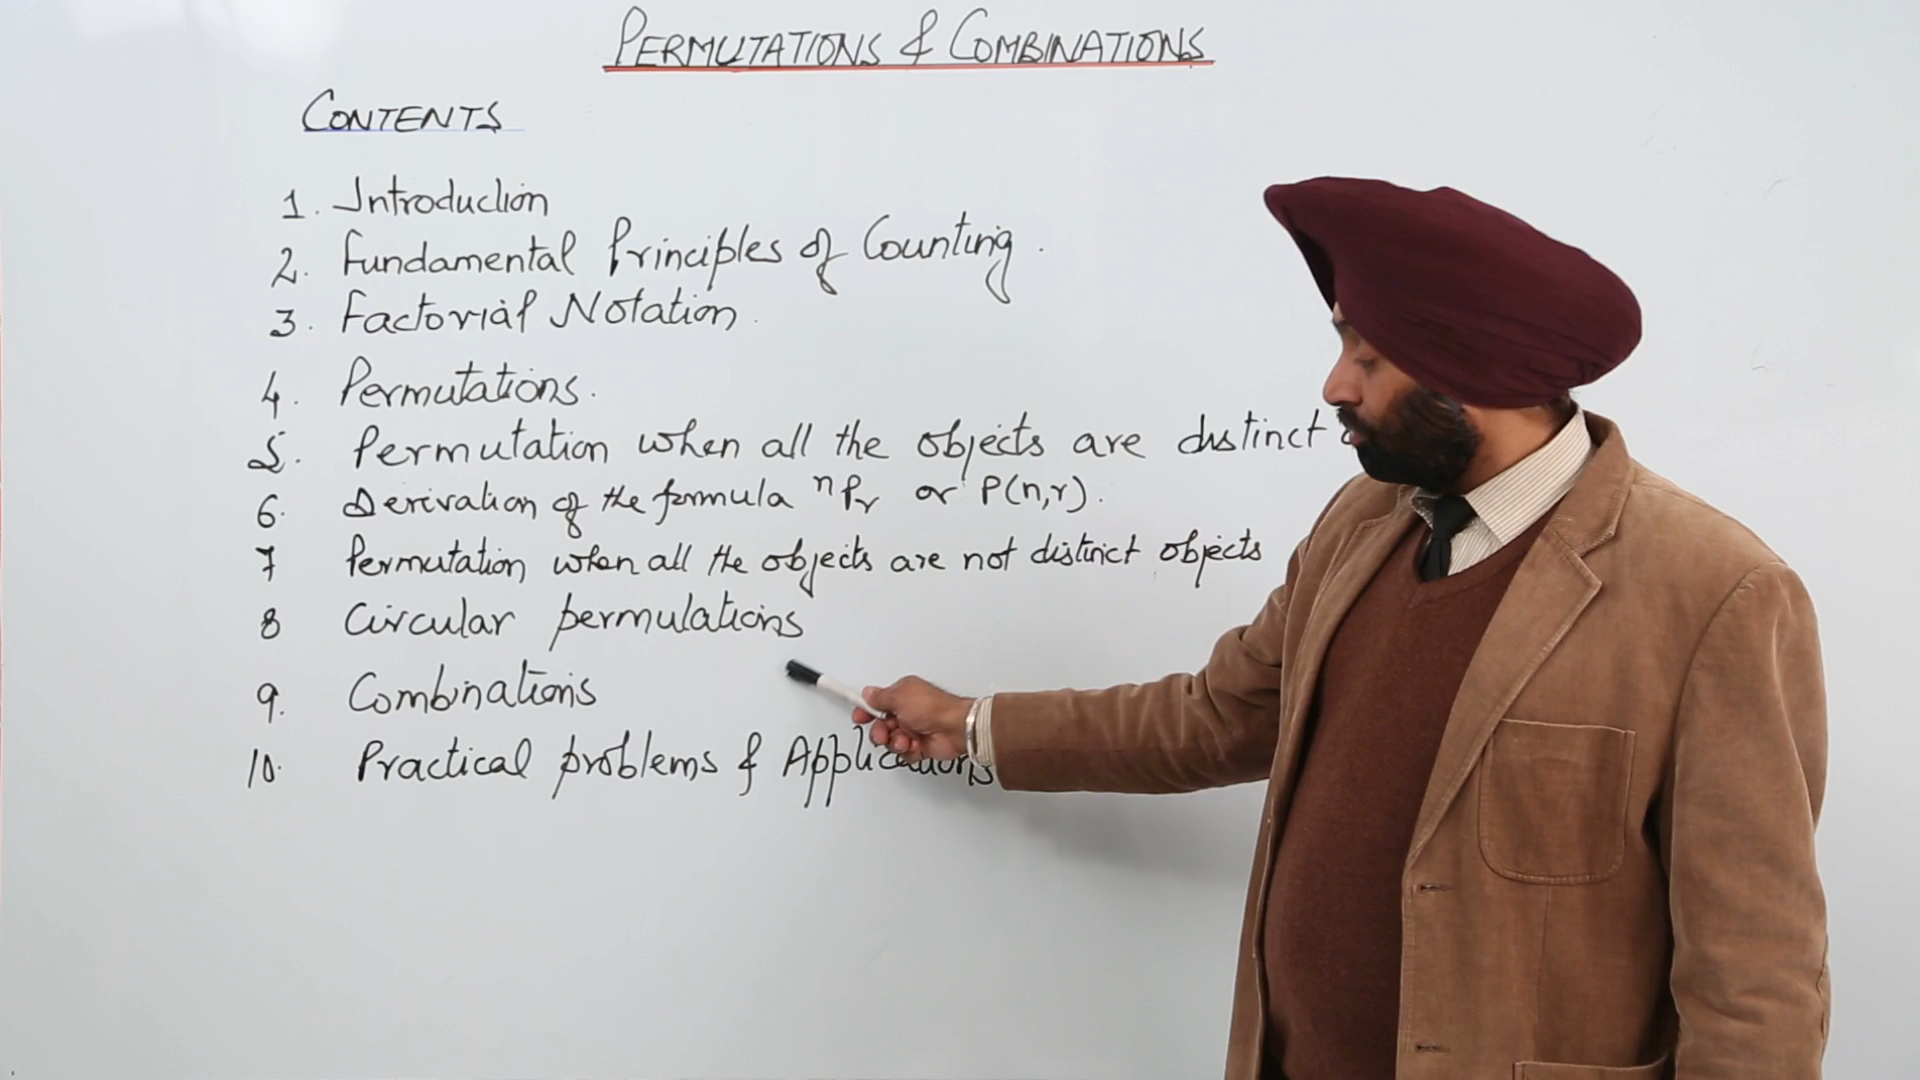 PERMUTATIONS & COMBINATIONS
CONTENTS
1. Introduction
2. Fundamental Principles of Counting.
3. Factorial Notation.
4. Permutations.
5. Permutation when all the objects are distinct
6. Derivation of the formula ⁿPᵣ or P(n,r).
7 Permutation when all the objects are not distinct objects
8 Circular permutations
9. Combinations
10. Practical problems & Applications